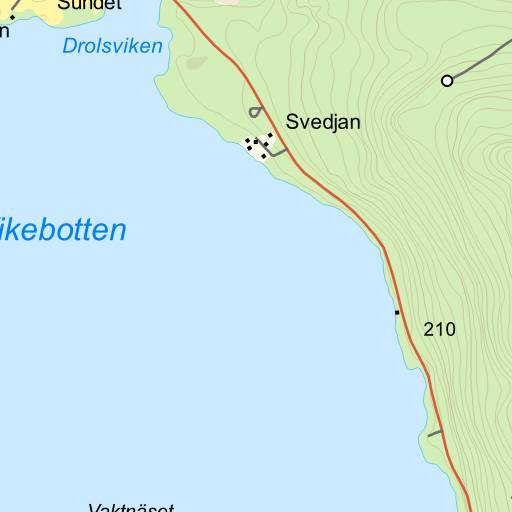 Sundet
n
Drolsviken
Svedjan
ikebotten
210
Vaktnäset